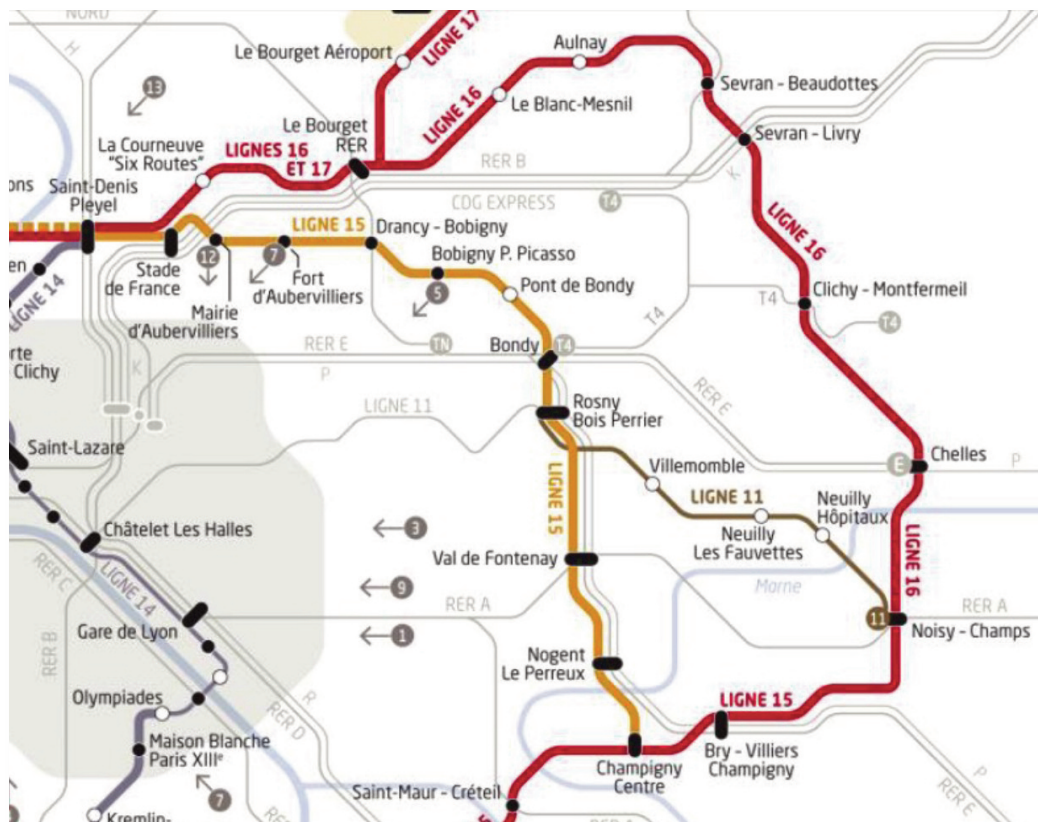 NORD
H
13
Le Bourget Aéroport
LIGNE 17
Aulnay
Le Blanc-Mesnil
LIGNE 16
Sevran - Beaudottes
Sevran - Livry
La Courneuve
"Six Routes"
LIGNES 16
ET 17
Le Bourget
RER
RER B
K
CDG EXPRESS
T4
ons
Saint-Denis
Pleyel
LIGNE 15
Drancy - Bobigny
Bobigny P. Picasso
Pont de Bondy
LIGNE 16
en
LIGNE 14
Stade
de France
12
7
5
Mairie
d'Aubervilliers
Fort
d'Aubervilliers
T4
T4
Clichy - Montfermeil
T4
orte
Clichy
K
RER E
P
TN
Bondy
T4
RER E
LIGNE 11
Rosny
Bois Perrier
Saint-Lazare
Villemomble
E
Chelles
P
LIGNE 15
LIGNE 11
Neuilly
Les Fauvettes
Neuilly
Hôpitaux
LIGNE 16
Châtelet Les Halles
3
9
1
Val de Fontenay
Marne
RER C
LIGNE 14
RER B
RER A
Gare de Lyon
11
RER A
Noisy - Champs
Nogent
Le Perreux
R
RER D
Olympiades
LIGNE 15
Maison Blanche
Paris XIIIe
7
Champigny
Centre
Bry - Villiers
Champigny
P
RER E
Saint-Maur - Créteil
Kremlin-